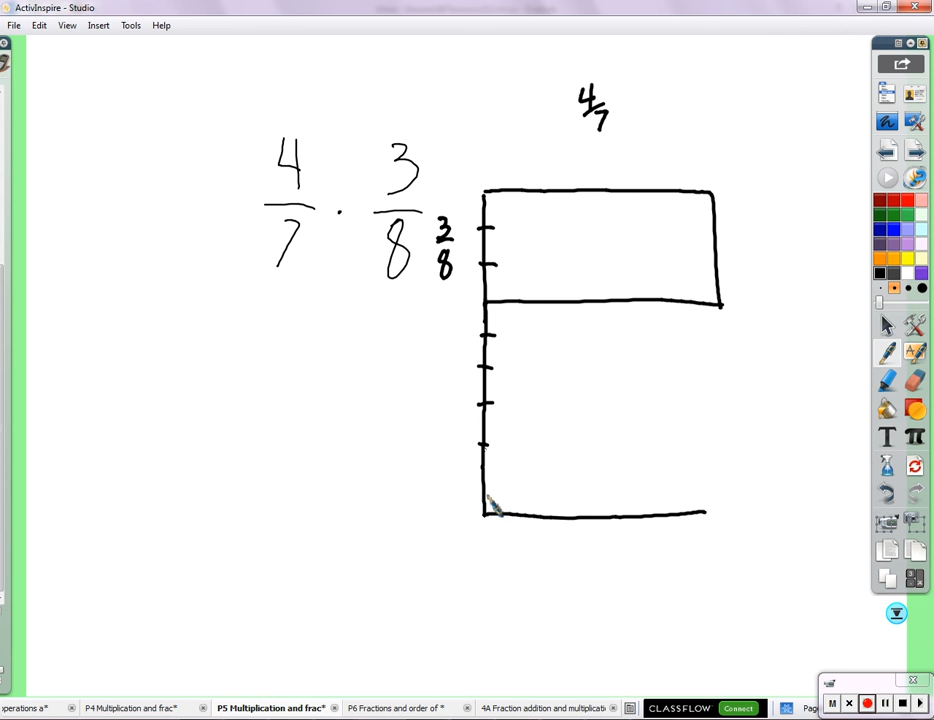 ActivInspire - Studio
File Edit View Insert Tools Help
4/7
4/7 · 3/8
3/8
perations a*
P4 Multiplication and frac*
P5 Multiplication and frac*
P6 Fractions and order of *
4A Fraction addition and multiplicati
CLASSFLOW Connect
Page
M